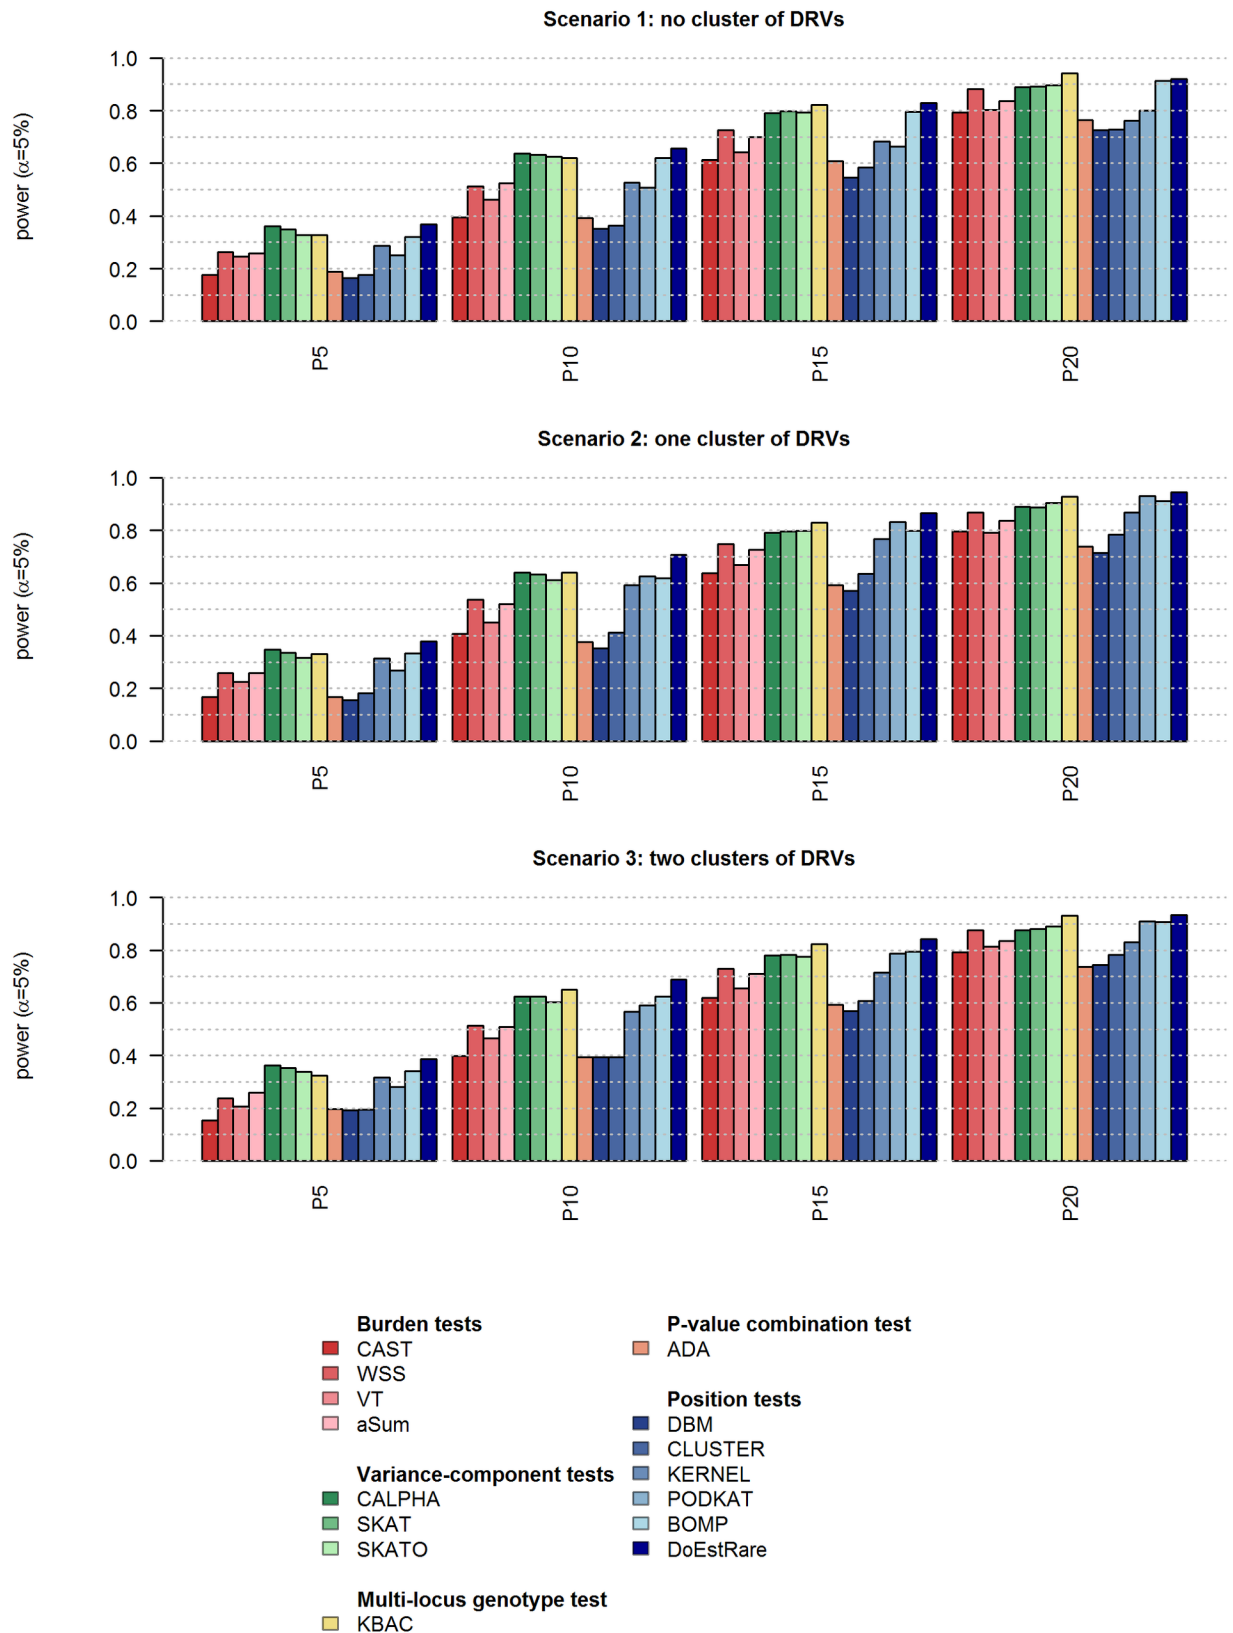 Scenario 1: no cluster of DRVs
power (α=5%)
1.0
0.8
0.6
0.4
0.2
0.0
P5 P10 P15 P20
Scenario 2: one cluster of DRVs
power (α=5%)
1.0
0.8
0.6
0.4
0.2
0.0
P5 P10 P15 P20
Scenario 3: two clusters of DRVs
power (α=5%)
1.0
0.8
0.6
0.4
0.2
0.0
P5 P10 P15 P20
Burden tests
CAST
WSS
VT
aSum
Variance-component tests
CALPHA
SKAT
SKATO
Multi-locus genotype test
KBAC
P-value combination test
ADA
Position tests
DBM
CLUSTER
KERNEL
PODKAT
BOMP
DoEstRare